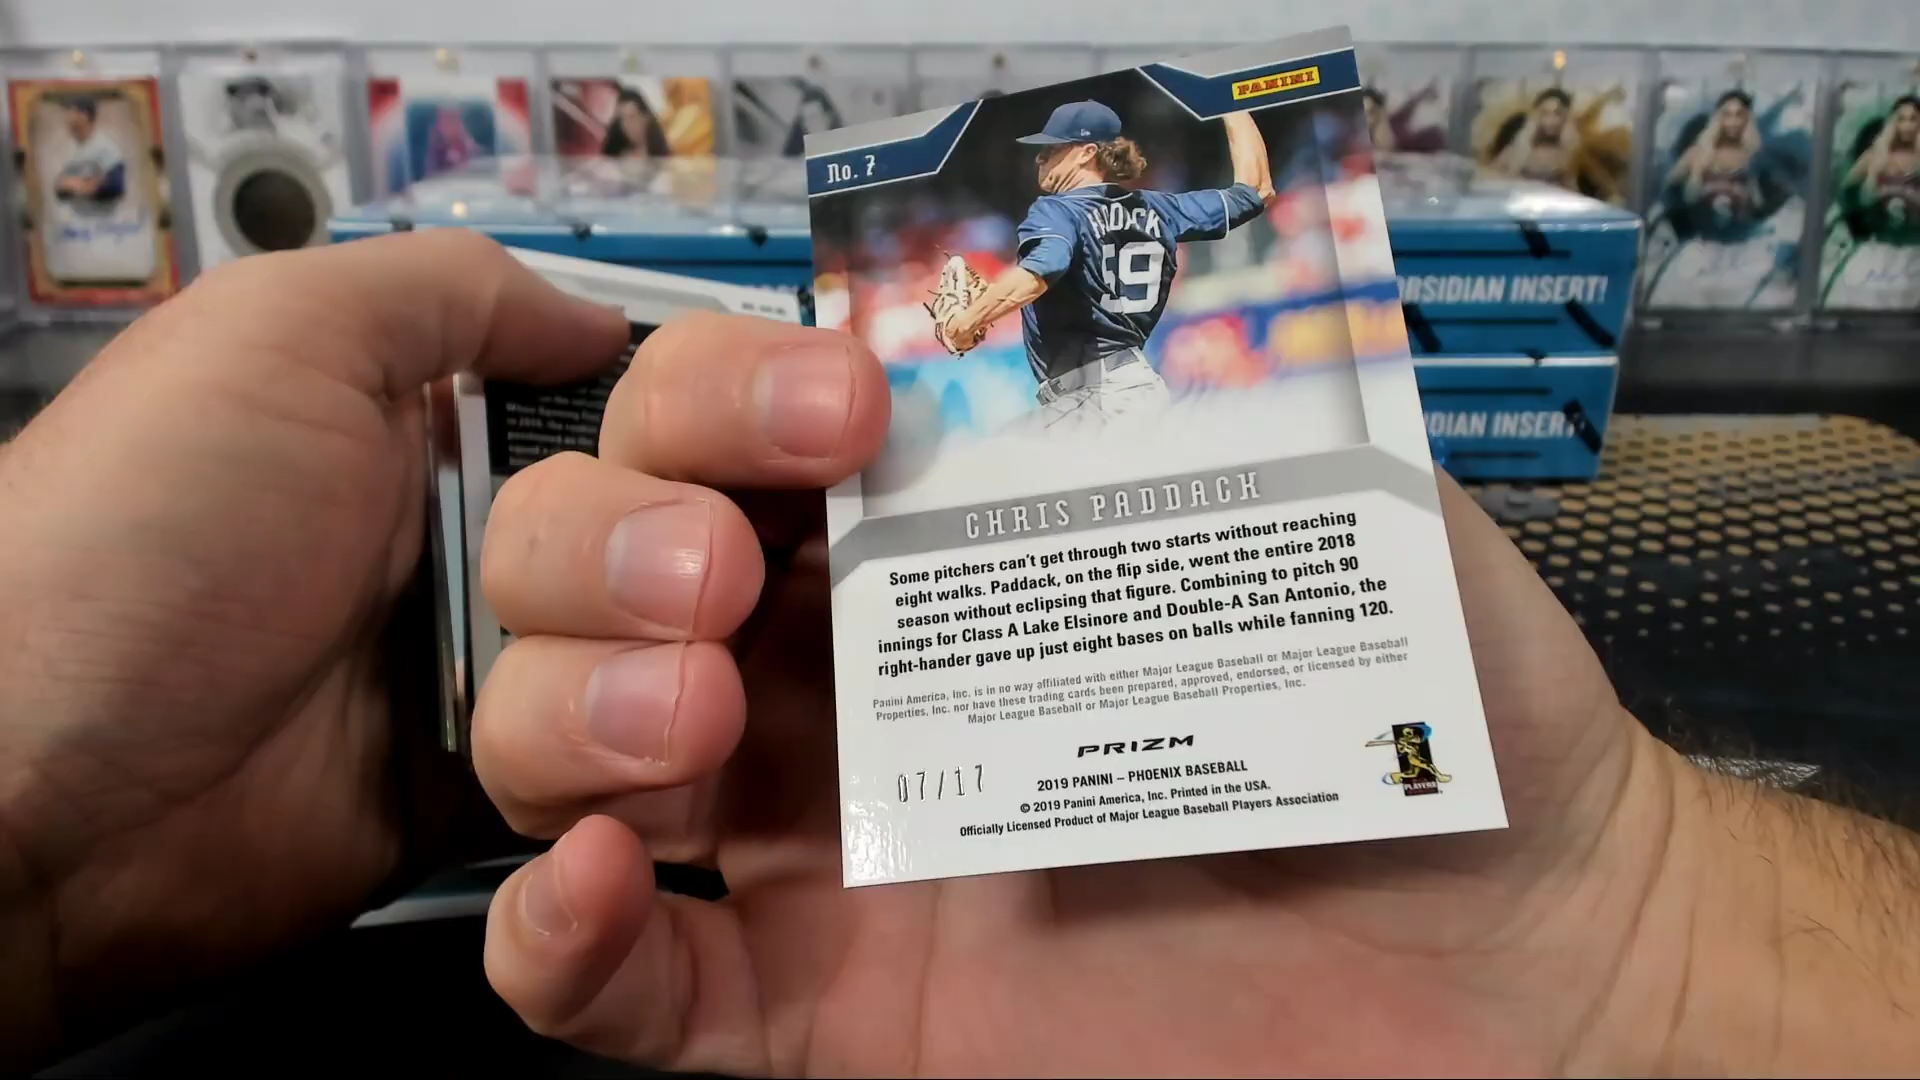 PANINI
No. 7
59
OBSIDIAN INSERT!
CHRIS PADDACK
Some pitchers can't get through two starts without reaching
eight walks. Paddack, on the flip side, went the entire 2018
season without eclipsing that figure. Combining to pitch 90
innings for Class A Lake Elsinore and Double-A San Antonio, the
right-hander gave up just eight bases on balls while fanning 120.
Panini America, Inc. is in no way affiliated with either Major League Baseball or Major League Baseball
Properties, Inc. nor have these trading cards been prepared, approved, endorsed, or licensed by either
Major League Baseball or Major League Baseball Properties, Inc.
PRIZM
07/17
2019 PANINI – PHOENIX BASEBALL
© 2019 Panini America, Inc. Printed in the USA.
Officially Licensed Product of Major League Baseball Players Association
PLAYERS